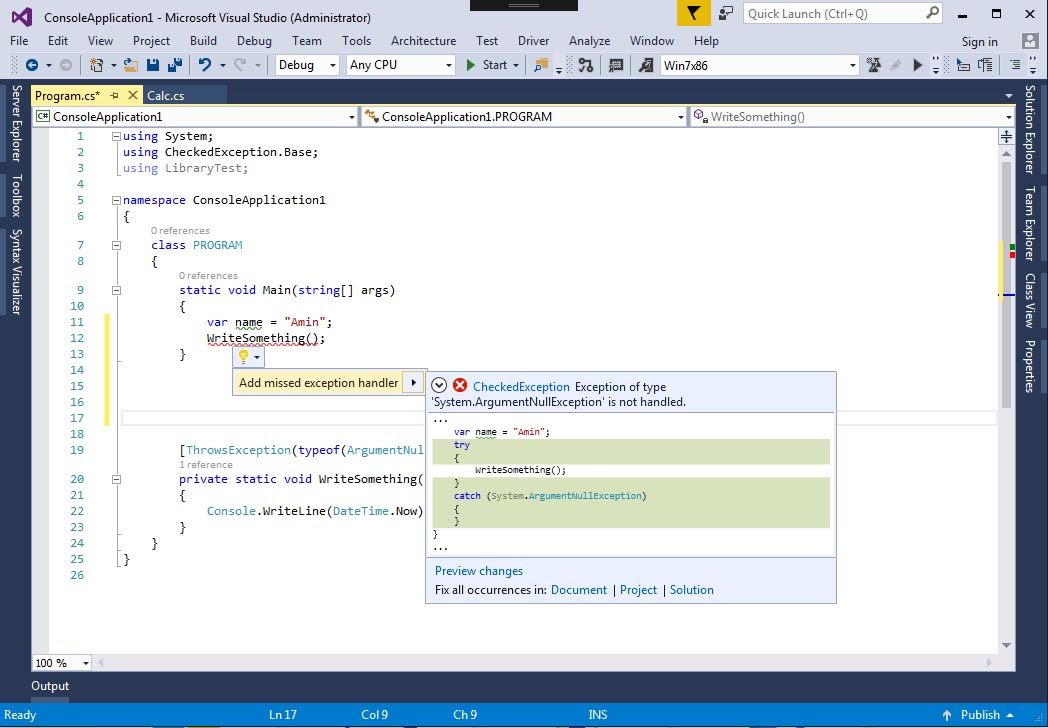 ConsoleApplication1 - Microsoft Visual Studio (Administrator)
Quick Launch (Ctrl+Q)
File Edit View Project Build Debug Team Tools Architecture Test Driver Analyze Window Help
Sign in
Debug Any CPU Start Win7x86
Program.cs* Calc.cs
C# ConsoleApplication1 ConsoleApplication1.PROGRAM WriteSomething()
Server Explorer
Toolbox
Syntax Visualizer
Solution Explorer
Team Explorer
Class View
Properties
1 using System;
2 using CheckedException.Base;
3 using LibraryTest;
4
5 namespace ConsoleApplication1
6 {
0 references
7 class PROGRAM
8 {
0 references
9 static void Main(string[] args)
10 {
11 var name = "Amin";
12 WriteSomething();
13 }
14
15
16
17
18
19 [ThrowsException(typeof(ArgumentNul
1 reference
20 private static void WriteSomething(
21 {
22 Console.WriteLine(DateTime.Now)
23 }
24 }
25 }
26
Add missed exception handler
CheckedException Exception of type
'System.ArgumentNullException' is not handled.
...
var name = "Amin";
try
{
WriteSomething();
}
catch (System.ArgumentNullException)
{
}
}
...
Preview changes
Fix all occurrences in: Document | Project | Solution
100 %
Output
Ready Ln 17 Col 9 Ch 9 INS Publish